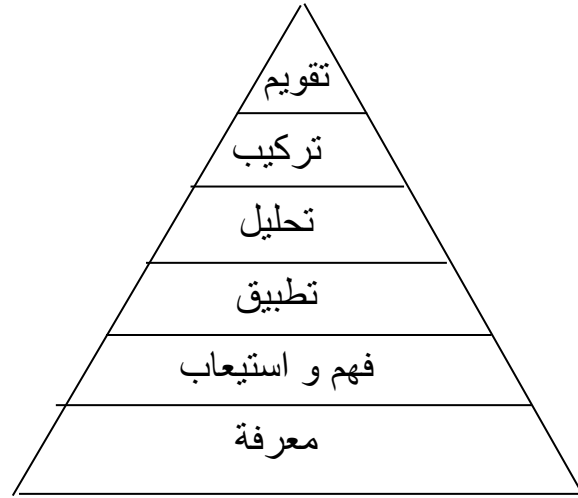 تقويم
تركيب
تحليل
تطبيق
فهم و استيعاب
معرفة